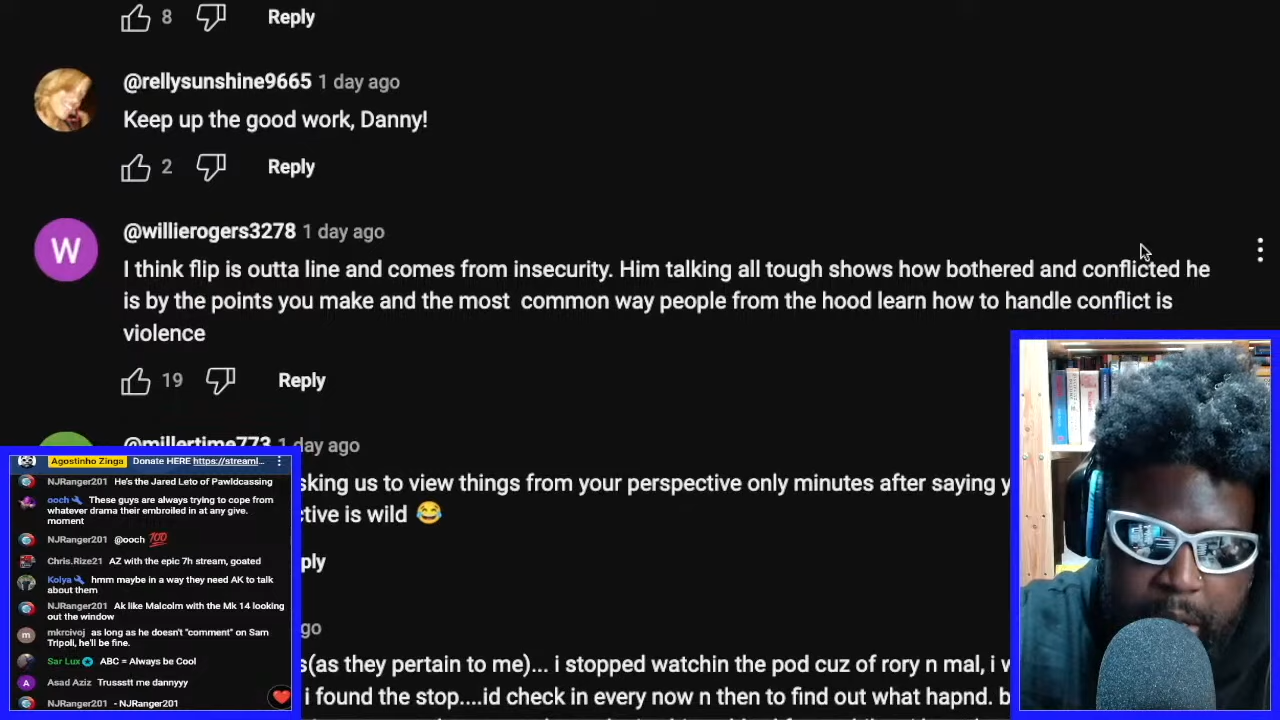 8 Reply
@rellysunshine9665 1 day ago
Keep up the good work, Danny!
2 Reply
W
@willierogers3278 1 day ago
I think flip is outta line and comes from insecurity. Him talking all tough shows how bothered and conflicted he
is by the points you make and the most common way people from the hood learn how to handle conflict is
violence
19 Reply
@millertime773 1 day ago
sking us to view things from your perspective only minutes after saying y
ctive is wild 😂
ply
go
s(as they pertain to me)... i stopped watchin the pod cuz of rory n mal, i w
i found the stop....id check in every now n then to find out what hapnd. b
Agostinho Zinga Donate HERE https://streaml...
NJRanger201 He's the Jared Leto of Pawldcassing
ooch These guys are always trying to cope from
whatever drama their embroiled in at any give.
moment
NJRanger201 @ooch 💯
Chris.Rize21 AZ with the epic 7h stream, goated
Kolya hmm maybe in a way they need AK to talk
about them
NJRanger201 Ak like Malcolm with the Mk 14 looking
out the window
m mkrcivoj as long as he doesn't "comment" on Sam
Tripoli, he'll be fine.
Sar Lux ABC = Always be Cool
A Asad Aziz Trussstt me dannyyy
NJRanger201 - NJRanger201